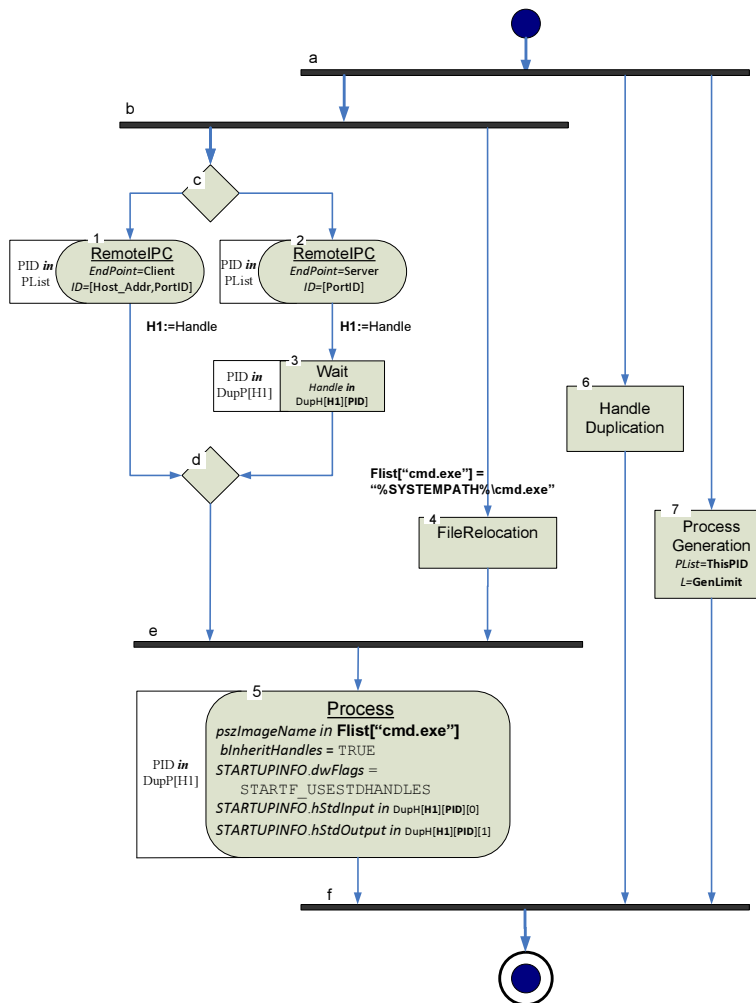 a
b
c
1
RemoteIPC
EndPoint=Client
ID=[Host_Addr,PortID]
PID in
PList
2
RemoteIPC
EndPoint=Server
ID=[PortID]
PID in
PList
H1:=Handle
H1:=Handle
3
Wait
Handle in
DupH[H1][PID]
PID in
DupP[H1]
6
Handle
Duplication
d
Flist[“cmd.exe”] =
“%SYSTEMPATH%\cmd.exe”
4
FileRelocation
7
Process
Generation
PList=ThisPID
L=GenLimit
e
5
Process
pszImageName in Flist[“cmd.exe”]
bInheritHandles = TRUE
STARTUPINFO.dwFlags =
STARTF_USESTDHANDLES
STARTUPINFO.hStdInput in DupH[H1][PID][0]
STARTUPINFO.hStdOutput in DupH[H1][PID][1]
PID in
DupP[H1]
f